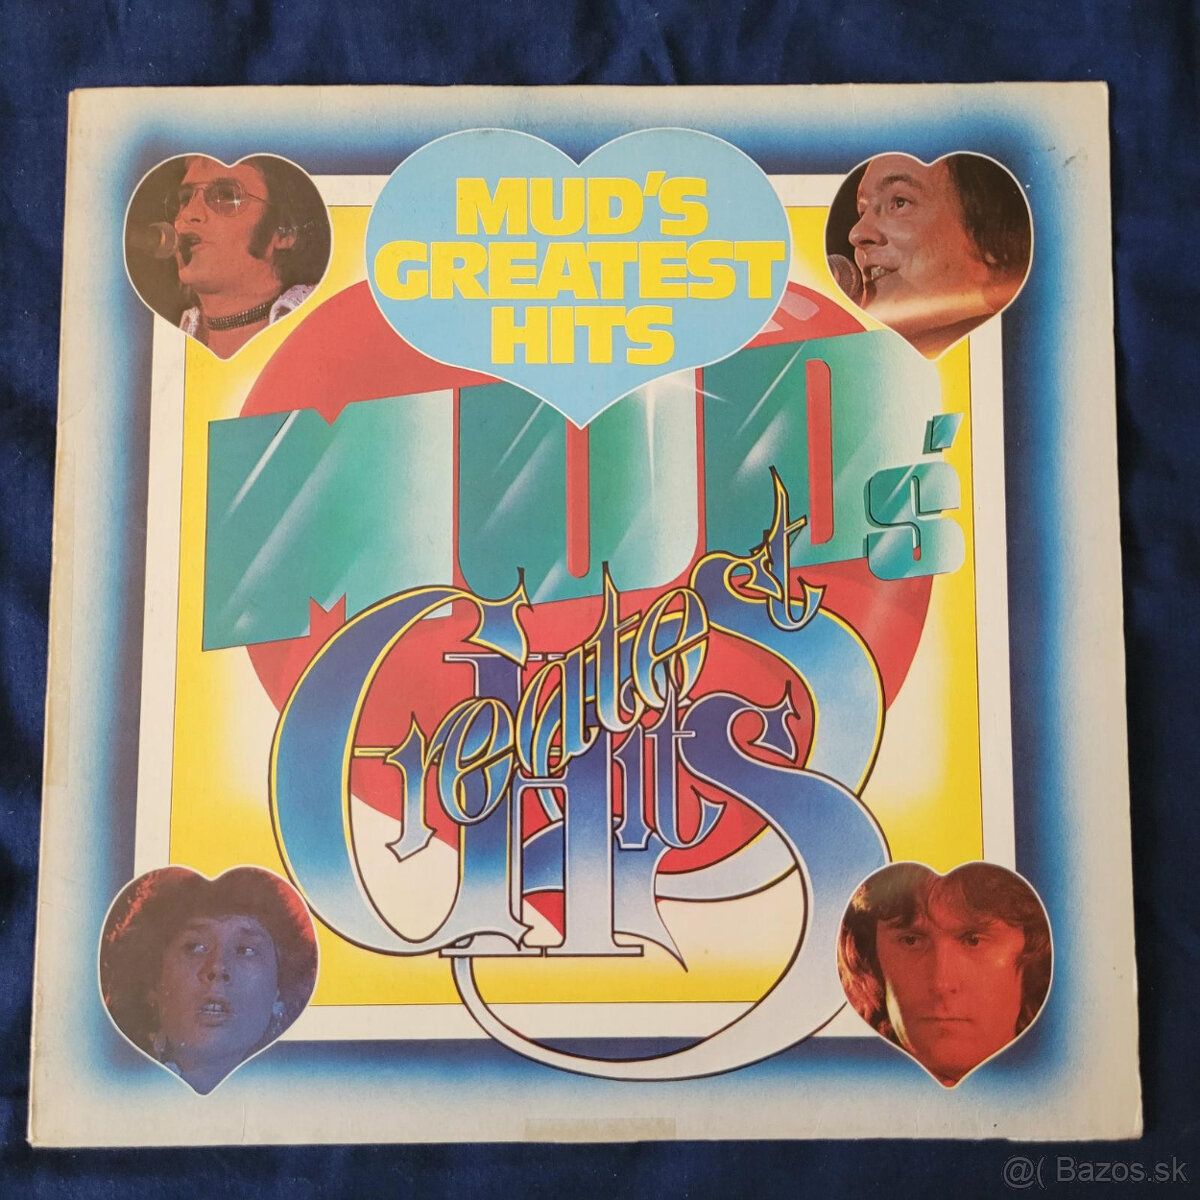 MUD'S
GREATEST
HITS
MUD's
Greatest
Hits
@( Bazos.sk